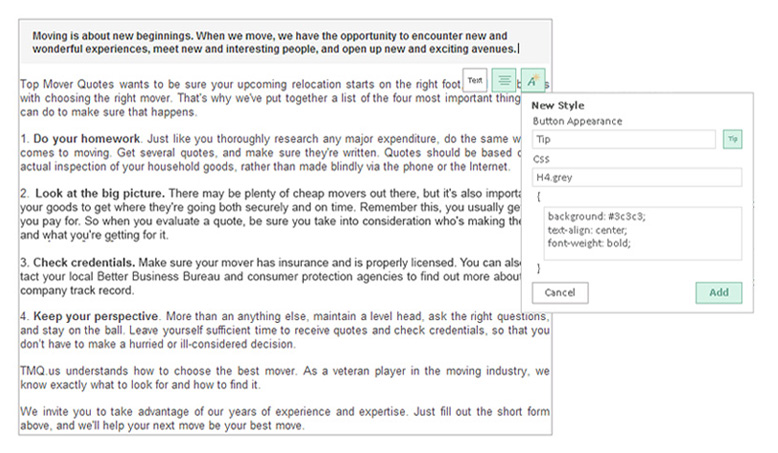 Moving is about new beginnings. When we move, we have the opportunity to encounter new and
wonderful experiences, meet new and interesting people, and open up new and exciting avenues.
Top Mover Quotes wants to be sure your upcoming relocation starts on the right foot
with choosing the right mover. That's why we've put together a list of the four most important thing
can do to make sure that happens.
1. Do your homework. Just like you thoroughly research any major expenditure, do the same w
comes to moving. Get several quotes, and make sure they're written. Quotes should be based
actual inspection of your household goods, rather than made blindly via the phone or the Internet.
2. Look at the big picture. There may be plenty of cheap movers out there, but it's also importa
your goods to get where they're going both securely and on time. Remember this, you usually ge
you pay for. So when you evaluate a quote, be sure you take into consideration who's making the
and what you're getting for it.
3. Check credentials. Make sure your mover has insurance and is properly licensed. You can als
tact your local Better Business Bureau and consumer protection agencies to find out more about
company track record.
4. Keep your perspective. More than an anything else, maintain a level head, ask the right questions,
and stay on the ball. Leave yourself sufficient time to receive quotes and check credentials, so that you
don't have to make a hurried or ill-considered decision.
TMQ.us understands how to choose the best mover. As a veteran player in the moving industry, we
know exactly what to look for and how to find it.
We invite you to take advantage of our years of experience and expertise. Just fill out the short form
above, and we'll help your next move be your best move.
Text
A
New Style
Button Appearance
Tip
Tip
CSS
H4.grey
{
background: #3c3c3;
text-align: center;
font-weight: bold;
}
Cancel
Add